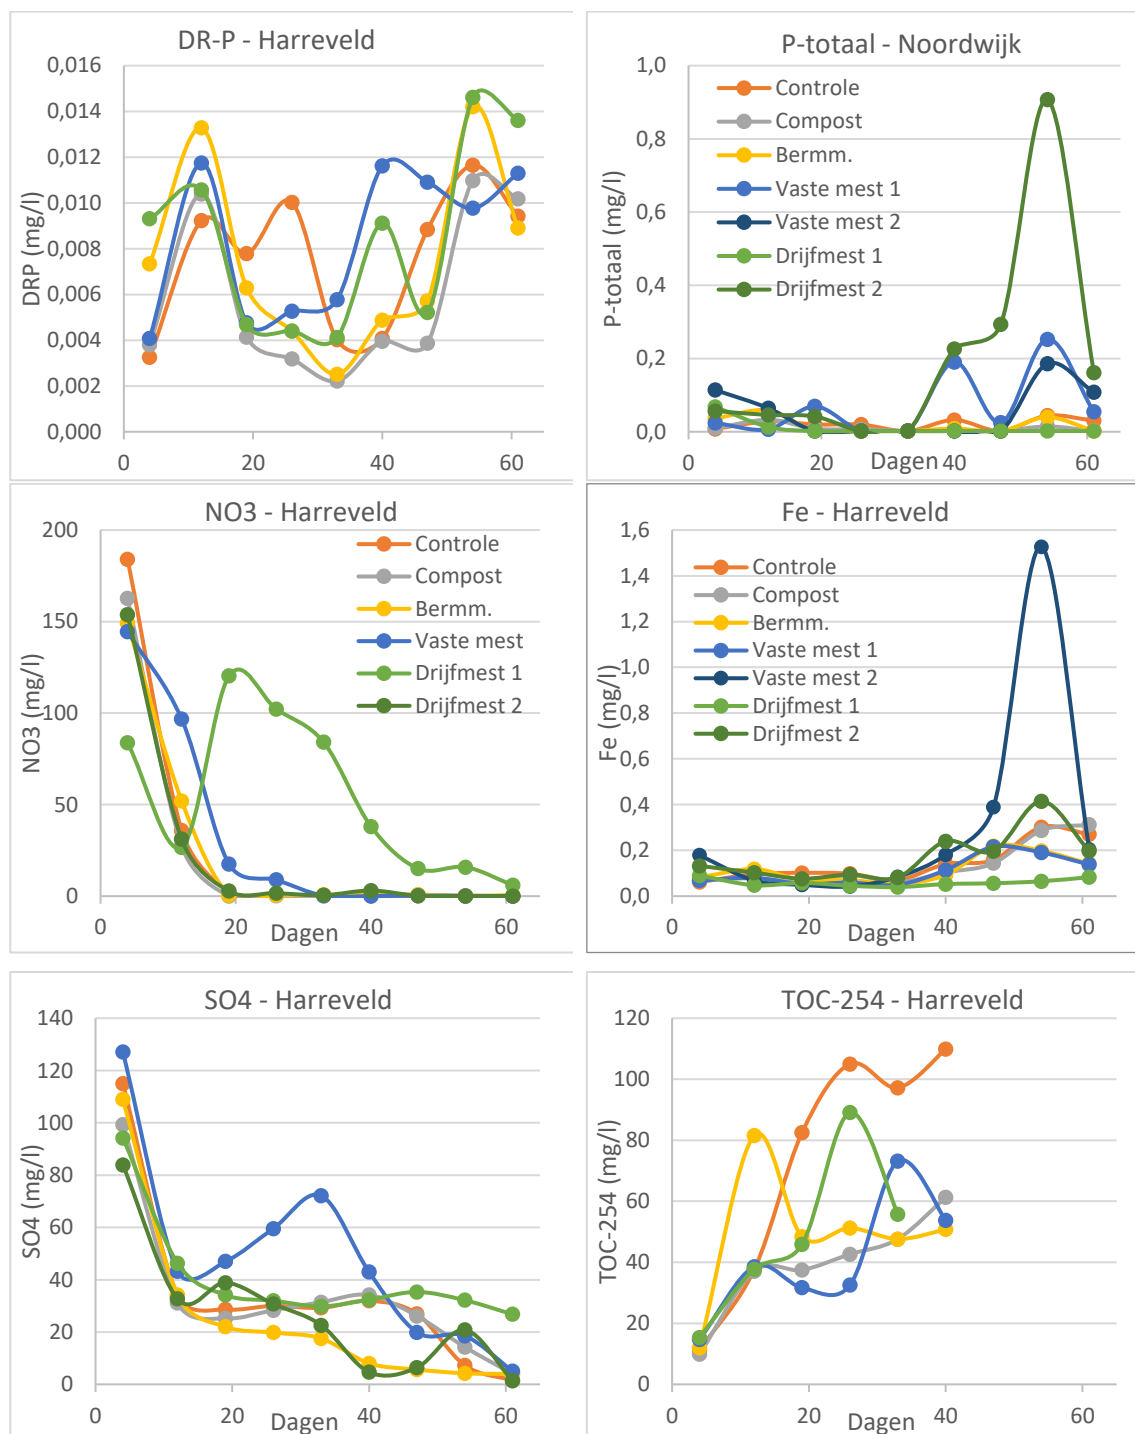 DR-P - Harreveld
0,016
0,014
0,012
0,010
0,008
0,006
0,004
0,002
0,000
DRP (mg/l)
0
20
40
60
P-totaal - Noordwijk
1,0
0,8
0,6
0,4
0,2
0,0
P-totaal (mg/l)
Controle
Compost
Bermm.
Vaste mest 1
Vaste mest 2
Drijfmest 1
Drijfmest 2
0
20
Dagen
40
60
NO3 - Harreveld
200
150
100
50
0
NO3 (mg/l)
Controle
Compost
Bermm.
Vaste mest
Drijfmest 1
Drijfmest 2
0
20
Dagen
40
60
Fe - Harreveld
1,6
1,4
1,2
1,0
0,8
0,6
0,4
0,2
0,0
Fe (mg/l)
Controle
Compost
Bermm.
Vaste mest 1
Vaste mest 2
Drijfmest 1
Drijfmest 2
0
20
Dagen
40
60
SO4 - Harreveld
140
120
100
80
60
40
20
0
SO4 (mg/l)
0
20
Dagen
40
60
TOC-254 - Harreveld
120
100
80
60
40
20
0
TOC-254 (mg/l)
0
20
Dagen
40
60